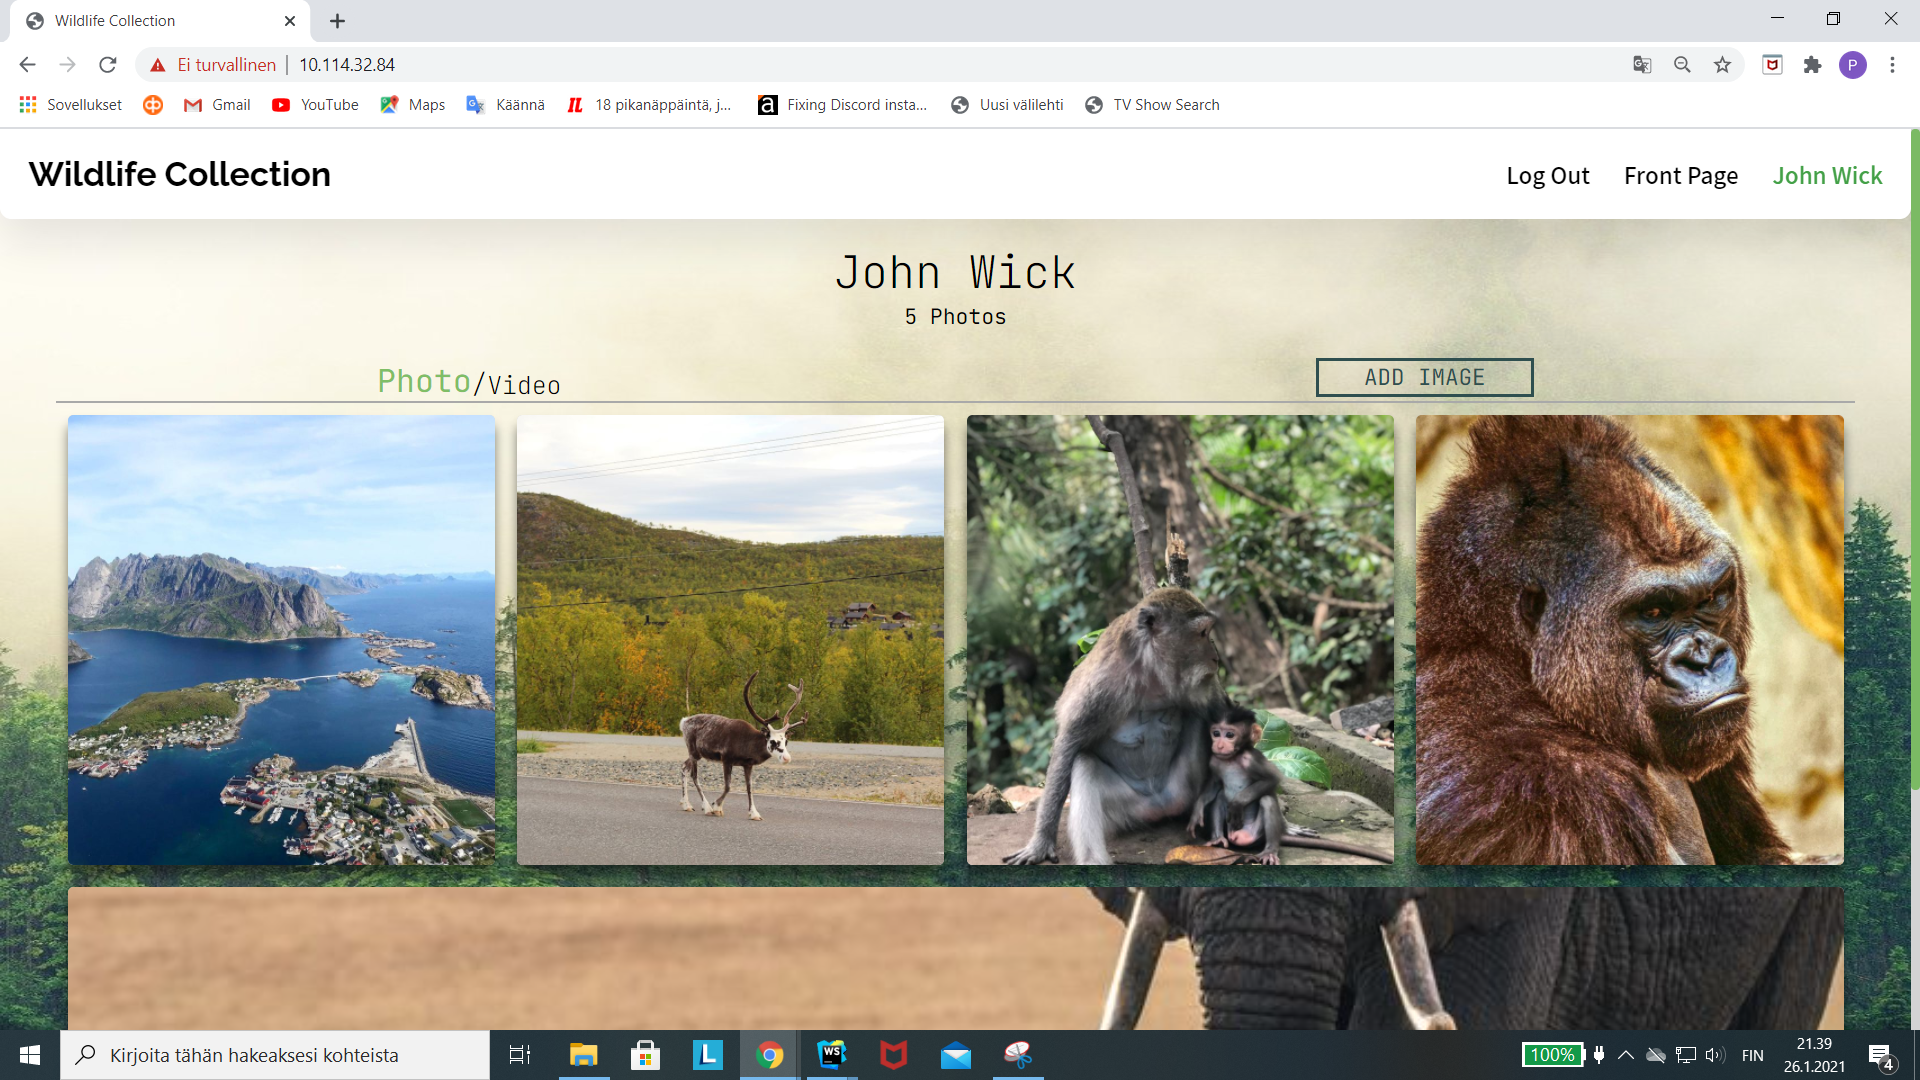 Wildlife Collection
Ei turvallinen | 10.114.32.84
P
Sovellukset
Gmail
YouTube
Maps
Käännä
18 pikanäppäintä, j...
Fixing Discord insta...
Uusi välilehti
TV Show Search
Wildlife Collection
Log Out
Front Page
John Wick
John Wick
5 Photos
Photo/Video
ADD IMAGE
Kirjoita tähän hakeaksesi kohteista
L
WS
100%
FIN
21.39
26.1.2021
4